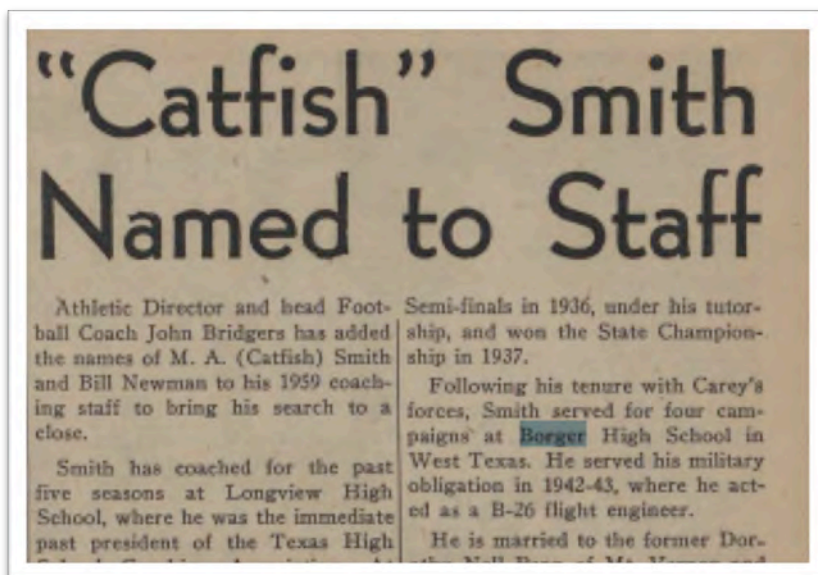 “Catfish” Smith
Named to Staff
Athletic Director and head Foot-
ball Coach John Bridgers has added
the names of M. A. (Catfish) Smith
and Bill Newman to his 1959 coach-
ing staff to bring his search to a
close.
Smith has coached for the past
five seasons at Longview High
School, where he was the immediate
past president of the Texas High
Semi-finals in 1936, under his tutor-
ship, and won the State Champion-
ship in 1937.
Following his tenure with Carey's
forces, Smith served for four cam-
paigns at Borger High School in
West Texas. He served his military
obligation in 1942-43, where he act-
ed as a B-26 flight engineer.
He is married to the former Dor-